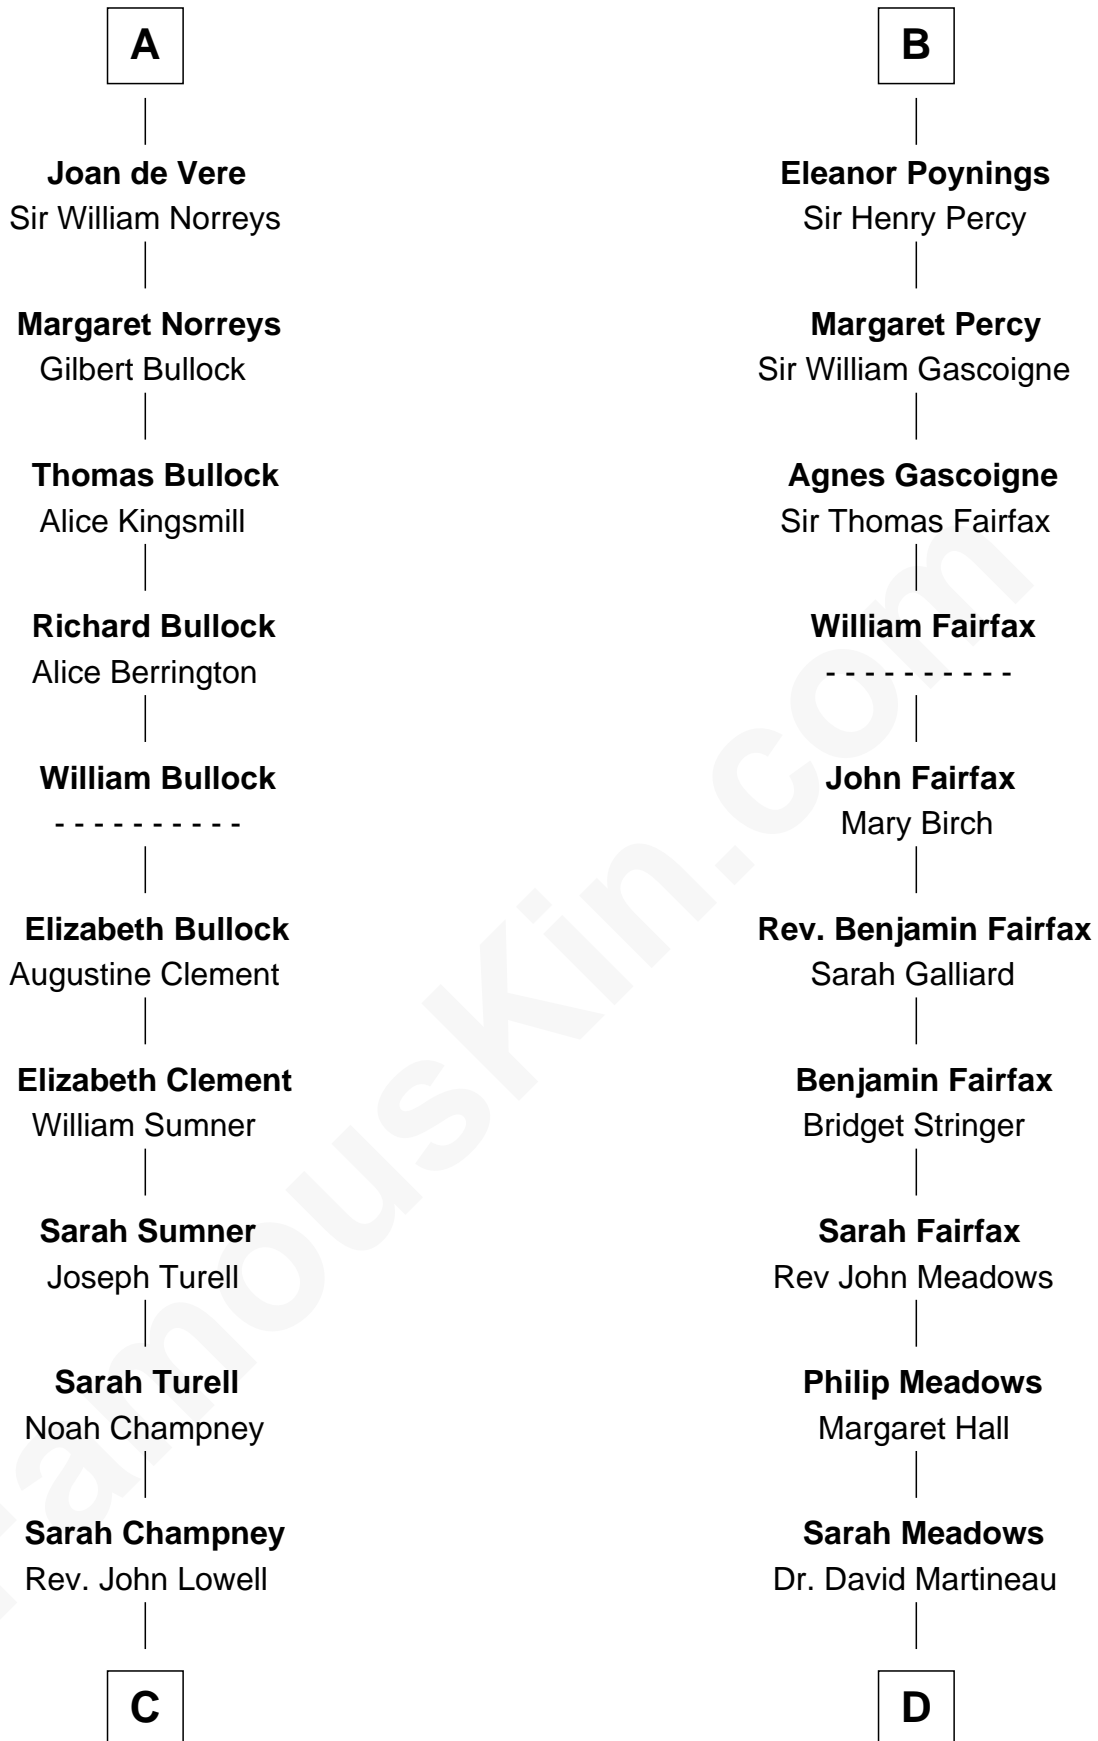 A
Joan de Vere
Sir William Norreys
Margaret Norreys
Gilbert Bullock
Thomas Bullock
Alice Kingsmill
Richard Bullock
Alice Berrington
William Bullock
- - - - - - - - - -
Elizabeth Bullock
Augustine Clement
Elizabeth Clement
William Sumner
Sarah Sumner
Joseph Turell
Sarah Turell
Noah Champney
Sarah Champney
Rev. John Lowell
C
B
Eleanor Poynings
Sir Henry Percy
Margaret Percy
Sir William Gascoigne
Agnes Gascoigne
Sir Thomas Fairfax
William Fairfax
- - - - - - - - - -
John Fairfax
Mary Birch
Rev. Benjamin Fairfax
Sarah Galliard
Benjamin Fairfax
Bridget Stringer
Sarah Fairfax
Rev John Meadows
Philip Meadows
Margaret Hall
Sarah Meadows
Dr. David Martineau
D
FamousKin.com